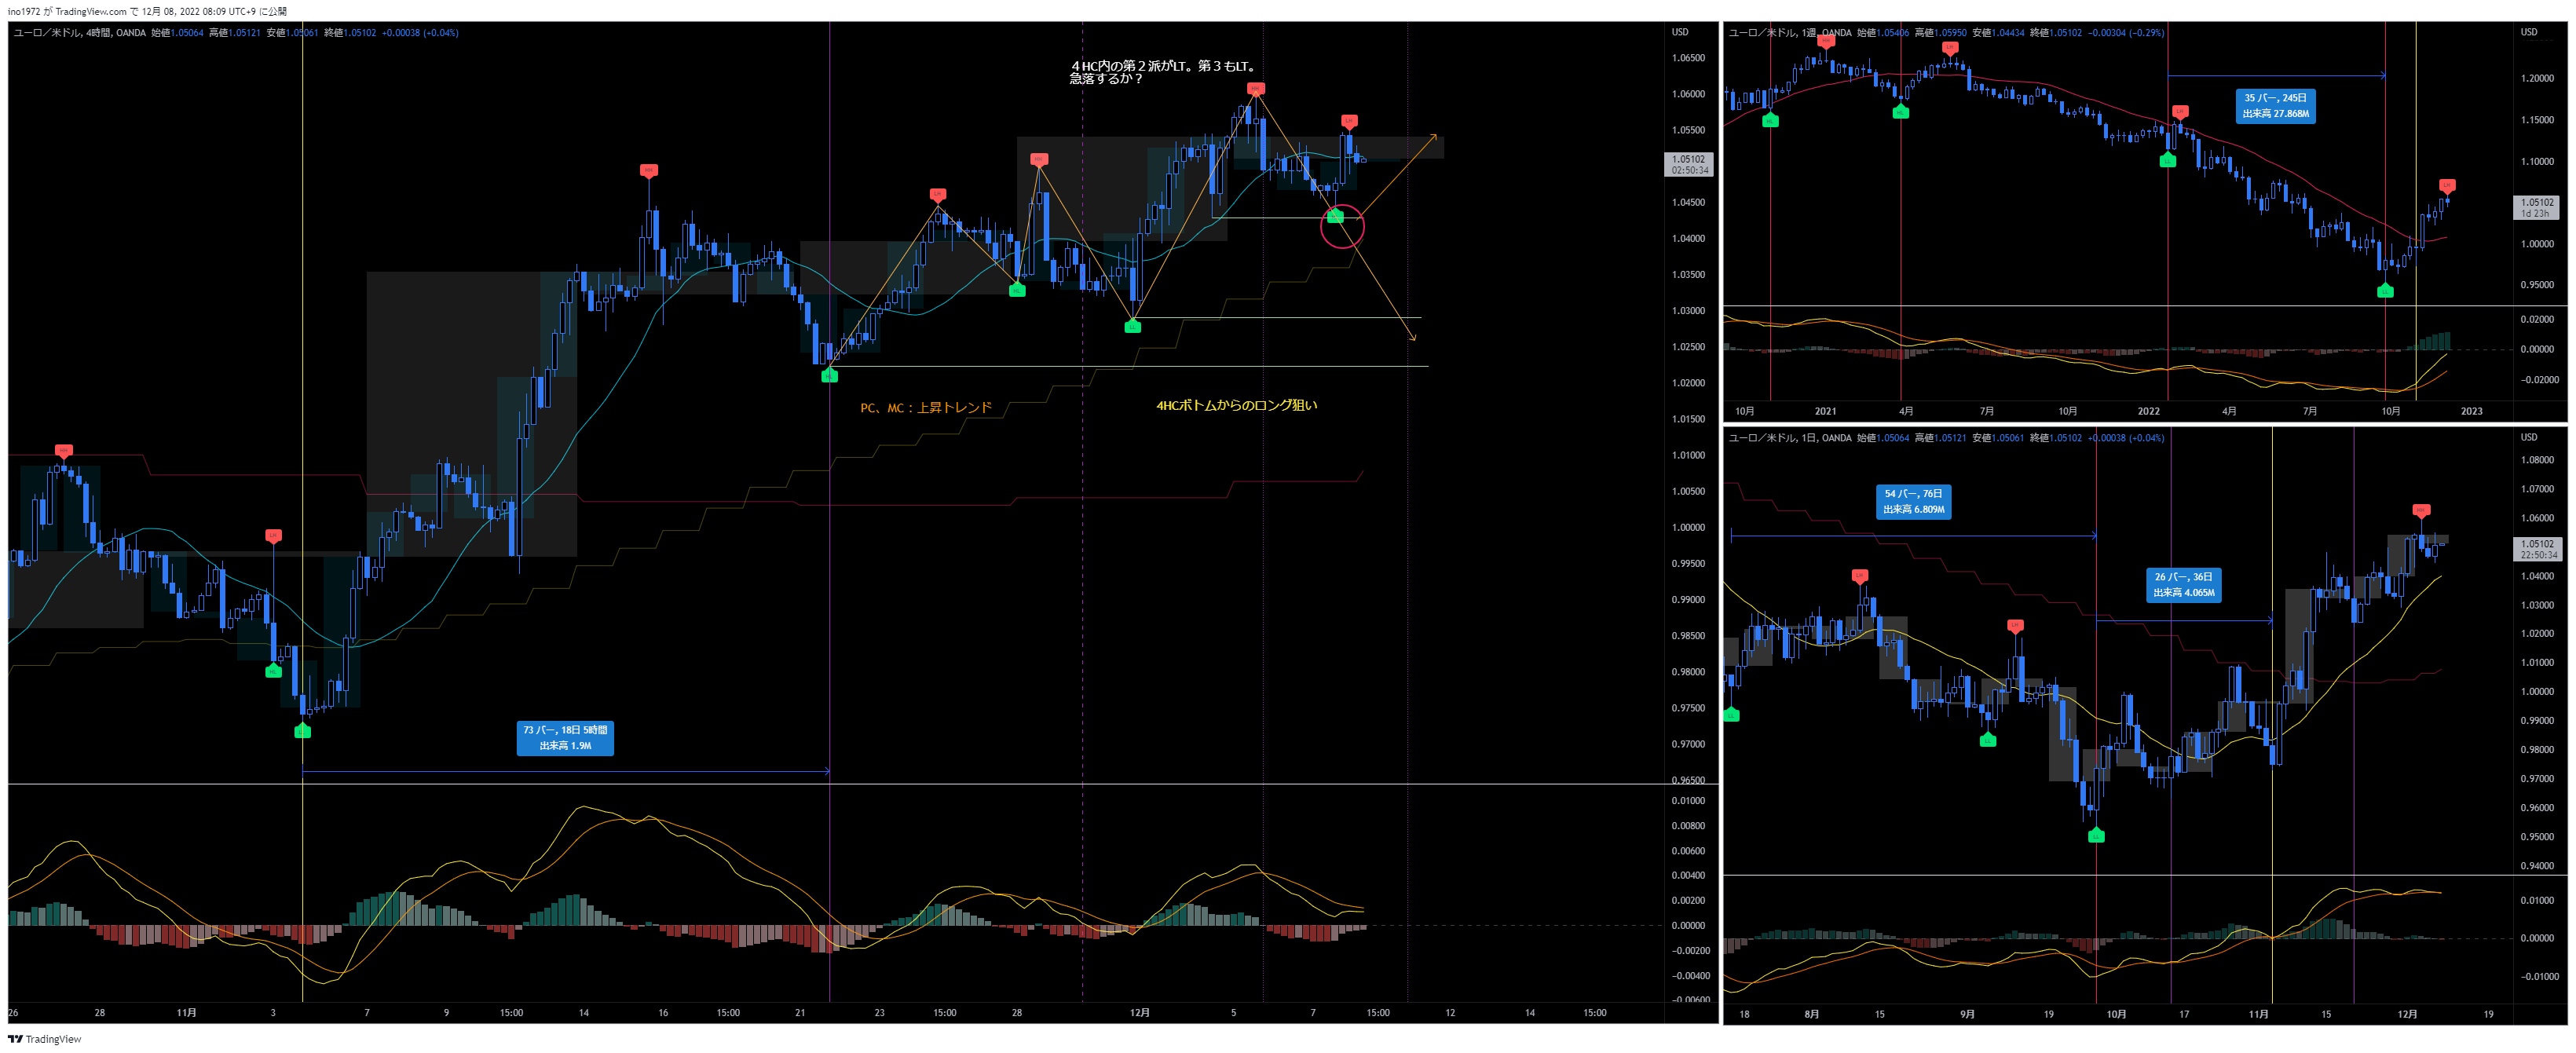 ino1972 が TradingView.com で 12月 08, 2022 08:09 UTC+9 に公開
ユーロ／米ドル, 4時間, OANDA 始値1.05064 高値1.05121 安値1.05061 終値1.05102 +0.00038 (+0.04%)
４HC内の第２派がLT。第３もLT。
急落するか？
PC、MC：上昇トレンド
4HCボトムからのロング狙い
73 バー, 18日 5時間
出来高 1.9M
USD
1.06500
1.06000
1.05500
1.05102
02:50:34
1.04500
1.04000
1.03500
1.03000
1.02500
1.02000
1.01500
1.01000
1.00500
1.00000
0.99500
0.99000
0.98500
0.98000
0.97500
0.97000
0.96500
0.01000
0.00800
0.00600
0.00400
0.00200
0.00000
−0.00200
−0.00400
−0.00600
26 28 11月 3 7 9 15:00 14 16 15:00 21 23 15:00 28 12月 5 7 15:00 12 14 15:00
ユーロ／米ドル, 1週, OANDA 始値1.05406 高値1.05950 安値1.04434 終値1.05102 −0.00304 (−0.29%)
35 バー, 245日
出来高 27.868M
USD
1.20000
1.15000
1.10000
1.05102
1d 23h
1.00000
0.95000
0.02000
0.00000
−0.02000
10月 2021 4月 7月 10月 2022 4月 7月 10月 2023
ユーロ／米ドル, 1日, OANDA 始値1.05064 高値1.05121 安値1.05061 終値1.05102 +0.00038 (+0.04%)
54 バー, 76日
出来高 6.809M
26 バー, 36日
出来高 4.065M
USD
1.08000
1.07000
1.06000
1.05102
22:50:34
1.04000
1.03000
1.02000
1.01000
1.00000
0.99000
0.98000
0.97000
0.96000
0.95000
0.94000
0.01000
0.00000
−0.01000
18 8月 15 9月 19 10月 17 11月 15 12月 19
TradingView